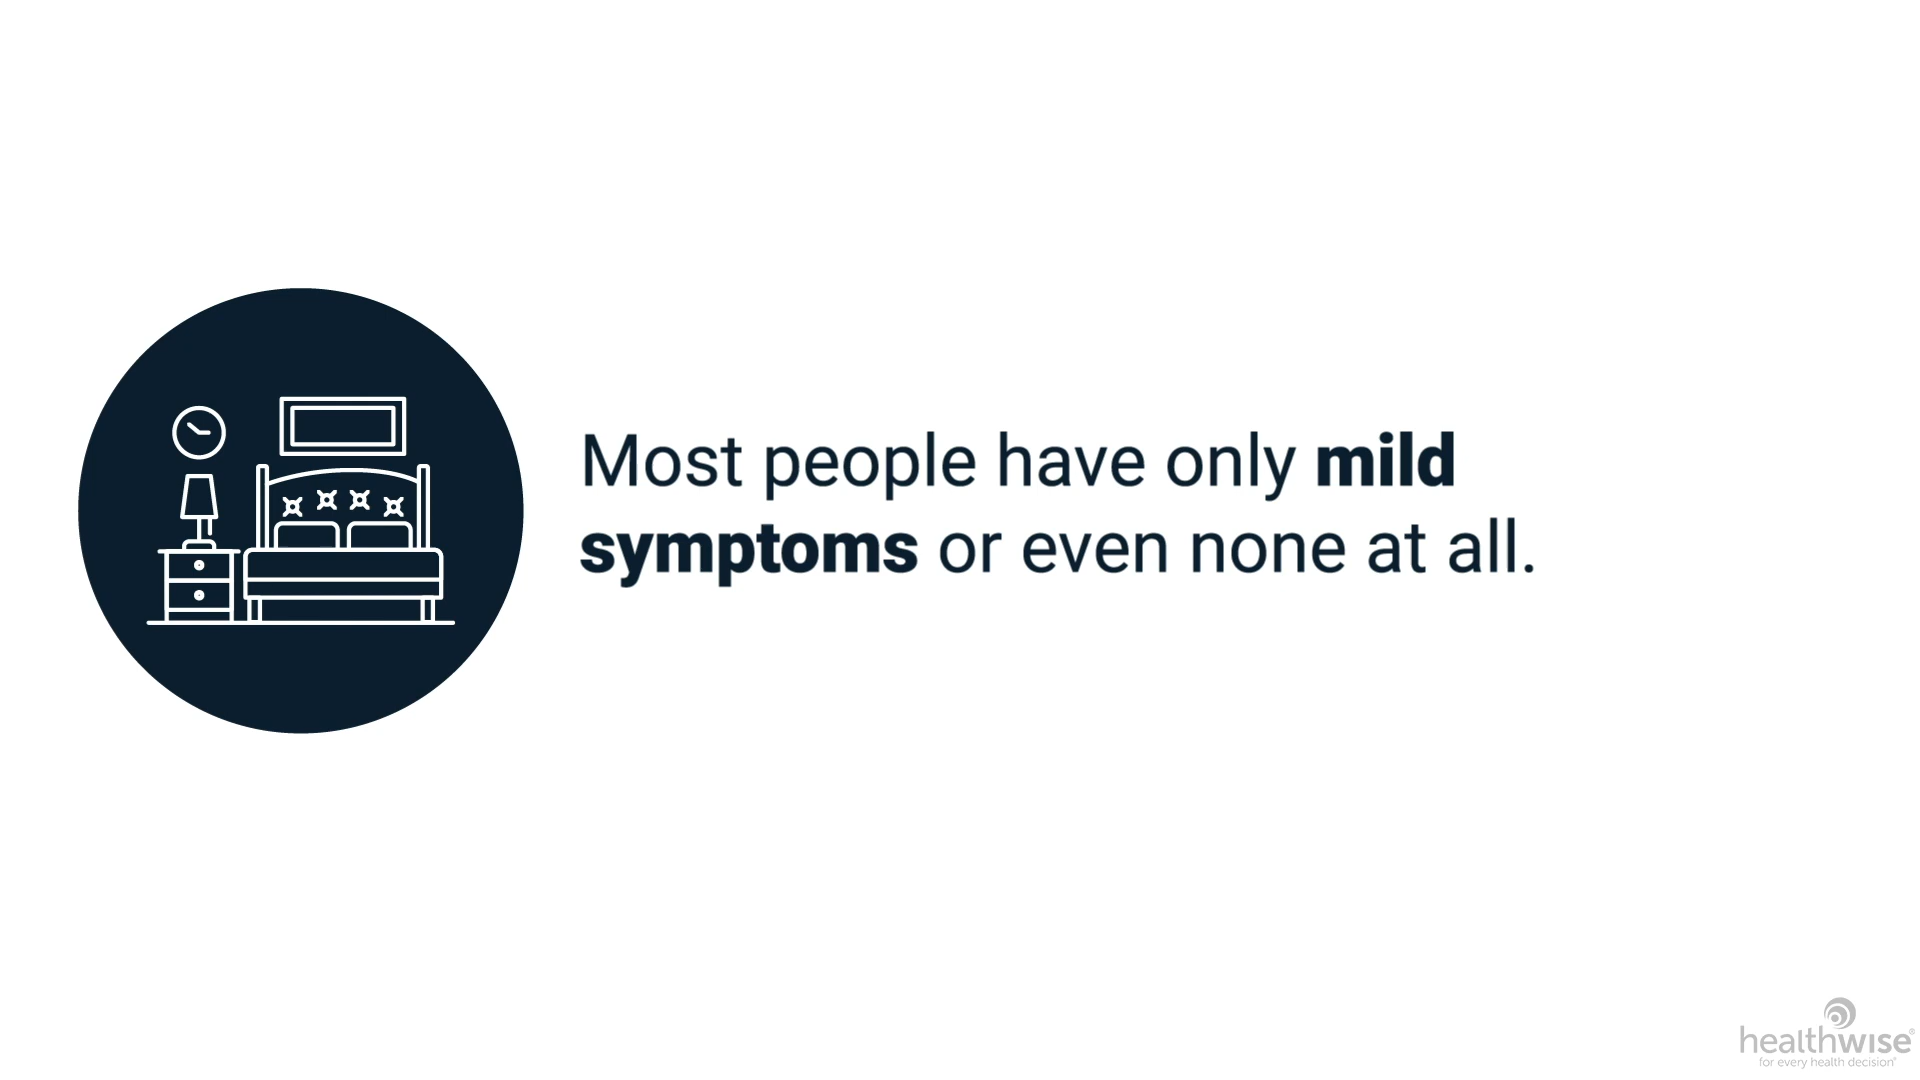 Most people have only mild
symptoms or even none at all.
healthwise®
for every health decision®